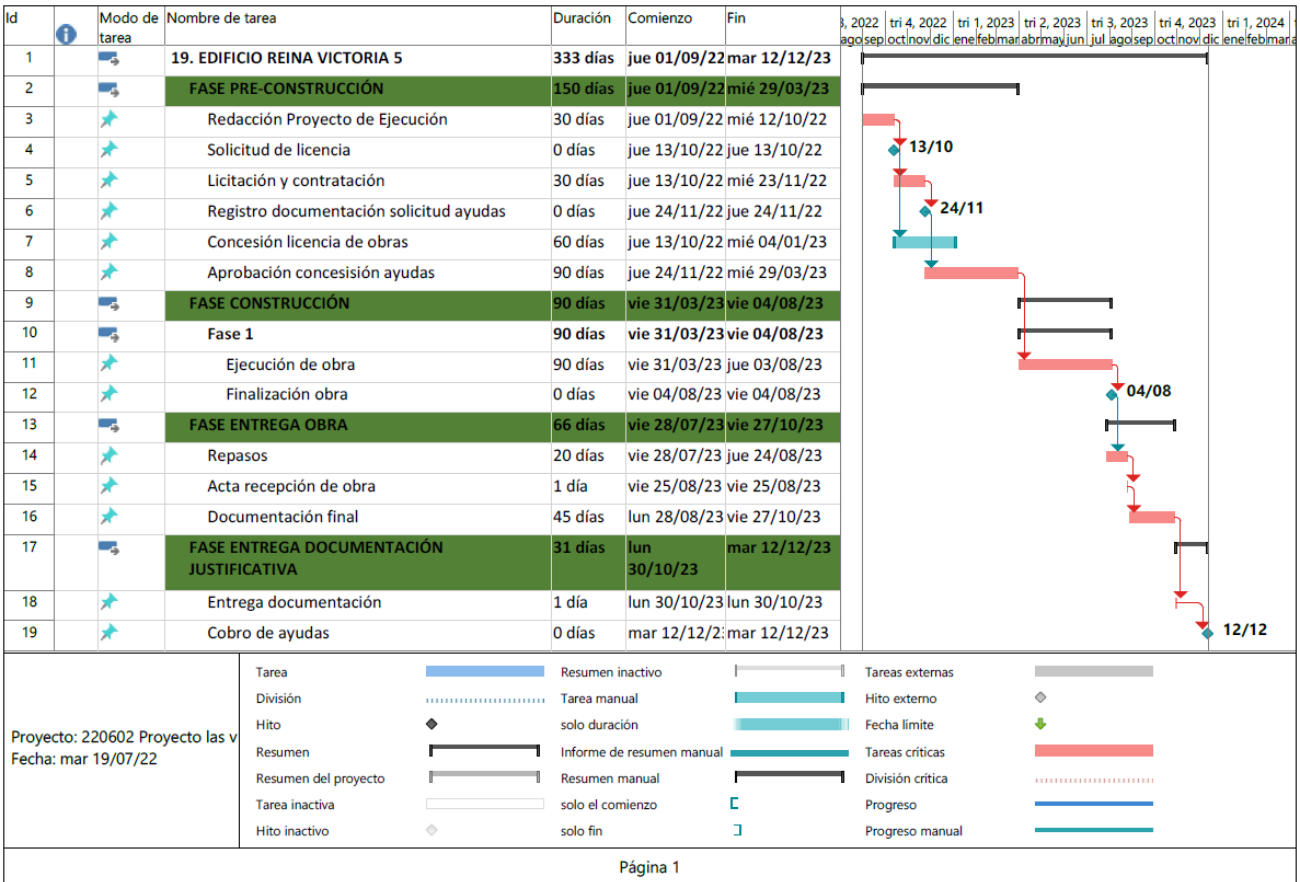 Id Modo de tarea Nombre de tarea Duración Comienzo Fin
3, 2022 tri 4, 2022 tri 1, 2023 tri 2, 2023 tri 3, 2023 tri 4, 2023 tri 1, 2024
ago sep oct nov dic ene feb mar abr may jun jul ago sep oct nov dic ene feb mar
1 19. EDIFICIO REINA VICTORIA 5 333 días jue 01/09/22 mar 12/12/23
2 FASE PRE-CONSTRUCCIÓN 150 días jue 01/09/22 mié 29/03/23
3 Redacción Proyecto de Ejecución 30 días jue 01/09/22 mié 12/10/22
4 Solicitud de licencia 0 días jue 13/10/22 jue 13/10/22 13/10
5 Licitación y contratación 30 días jue 13/10/22 mié 23/11/22
6 Registro documentación solicitud ayudas 0 días jue 24/11/22 jue 24/11/22 24/11
7 Concesión licencia de obras 60 días jue 13/10/22 mié 04/01/23
8 Aprobación concesisión ayudas 90 días jue 24/11/22 mié 29/03/23
9 FASE CONSTRUCCIÓN 90 días vie 31/03/23 vie 04/08/23
10 Fase 1 90 días vie 31/03/23 vie 04/08/23
11 Ejecución de obra 90 días vie 31/03/23 jue 03/08/23
12 Finalización obra 0 días vie 04/08/23 vie 04/08/23 04/08
13 FASE ENTREGA OBRA 66 días vie 28/07/23 vie 27/10/23
14 Repasos 20 días vie 28/07/23 jue 24/08/23
15 Acta recepción de obra 1 día vie 25/08/23 vie 25/08/23
16 Documentación final 45 días lun 28/08/23 vie 27/10/23
17 FASE ENTREGA DOCUMENTACIÓN 31 días lun mar 12/12/23
JUSTIFICATIVA 30/10/23
18 Entrega documentación 1 día lun 30/10/23 lun 30/10/23
19 Cobro de ayudas 0 días mar 12/12/2 mar 12/12/23 12/12
Proyecto: 220602 Proyecto las v
Fecha: mar 19/07/22
Tarea Resumen inactivo Tareas externas
División Tarea manual Hito externo
Hito solo duración Fecha límite
Resumen Informe de resumen manual Tareas críticas
Resumen del proyecto Resumen manual División crítica
Tarea inactiva solo el comienzo Progreso
Hito inactivo solo fin Progreso manual
Página 1